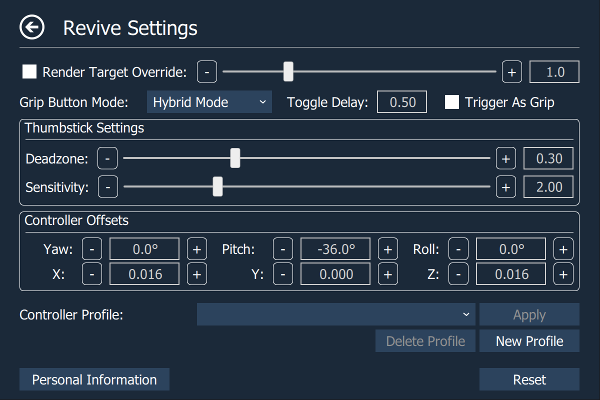 Revive Settings
Render Target Override: - + 1.0
Grip Button Mode: Hybrid Mode Toggle Delay: 0.50 Trigger As Grip
Thumbstick Settings
Deadzone: - + 0.30
Sensitivity: - + 2.00
Controller Offsets
Yaw: - 0.0° + Pitch: - -36.0° + Roll: - 0.0° +
X: - 0.016 + Y: - 0.000 + Z: - 0.016 +
Controller Profile: Apply
Delete Profile New Profile
Personal Information Reset